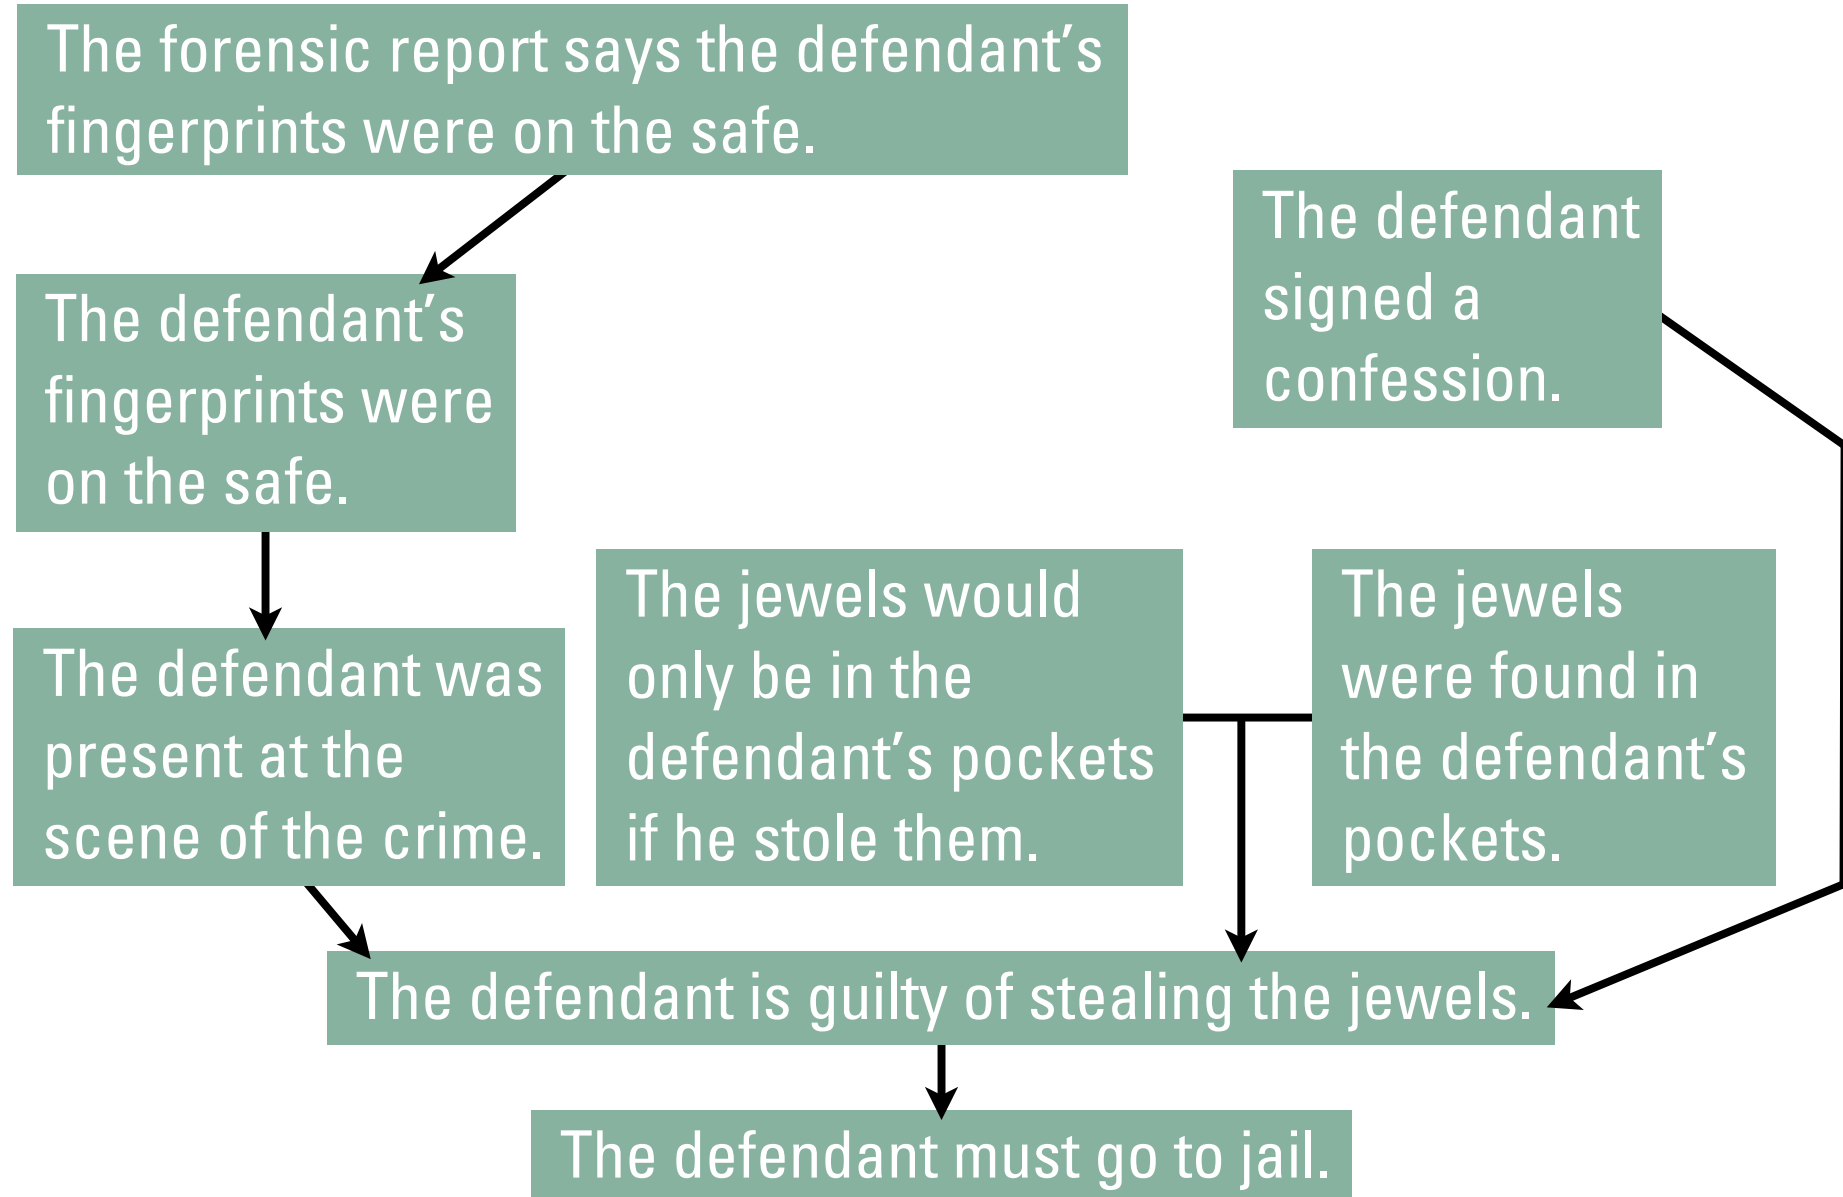 The forensic report says the defendant’s
fingerprints were on the safe.
The defendant
signed a
confession.
The defendant’s
fingerprints were
on the safe.
The defendant was
present at the
scene of the crime.
The jewels would
only be in the
defendant’s pockets
if he stole them.
The jewels
were found in
the defendant’s
pockets.
The defendant is guilty of stealing the jewels.
The defendant must go to jail.